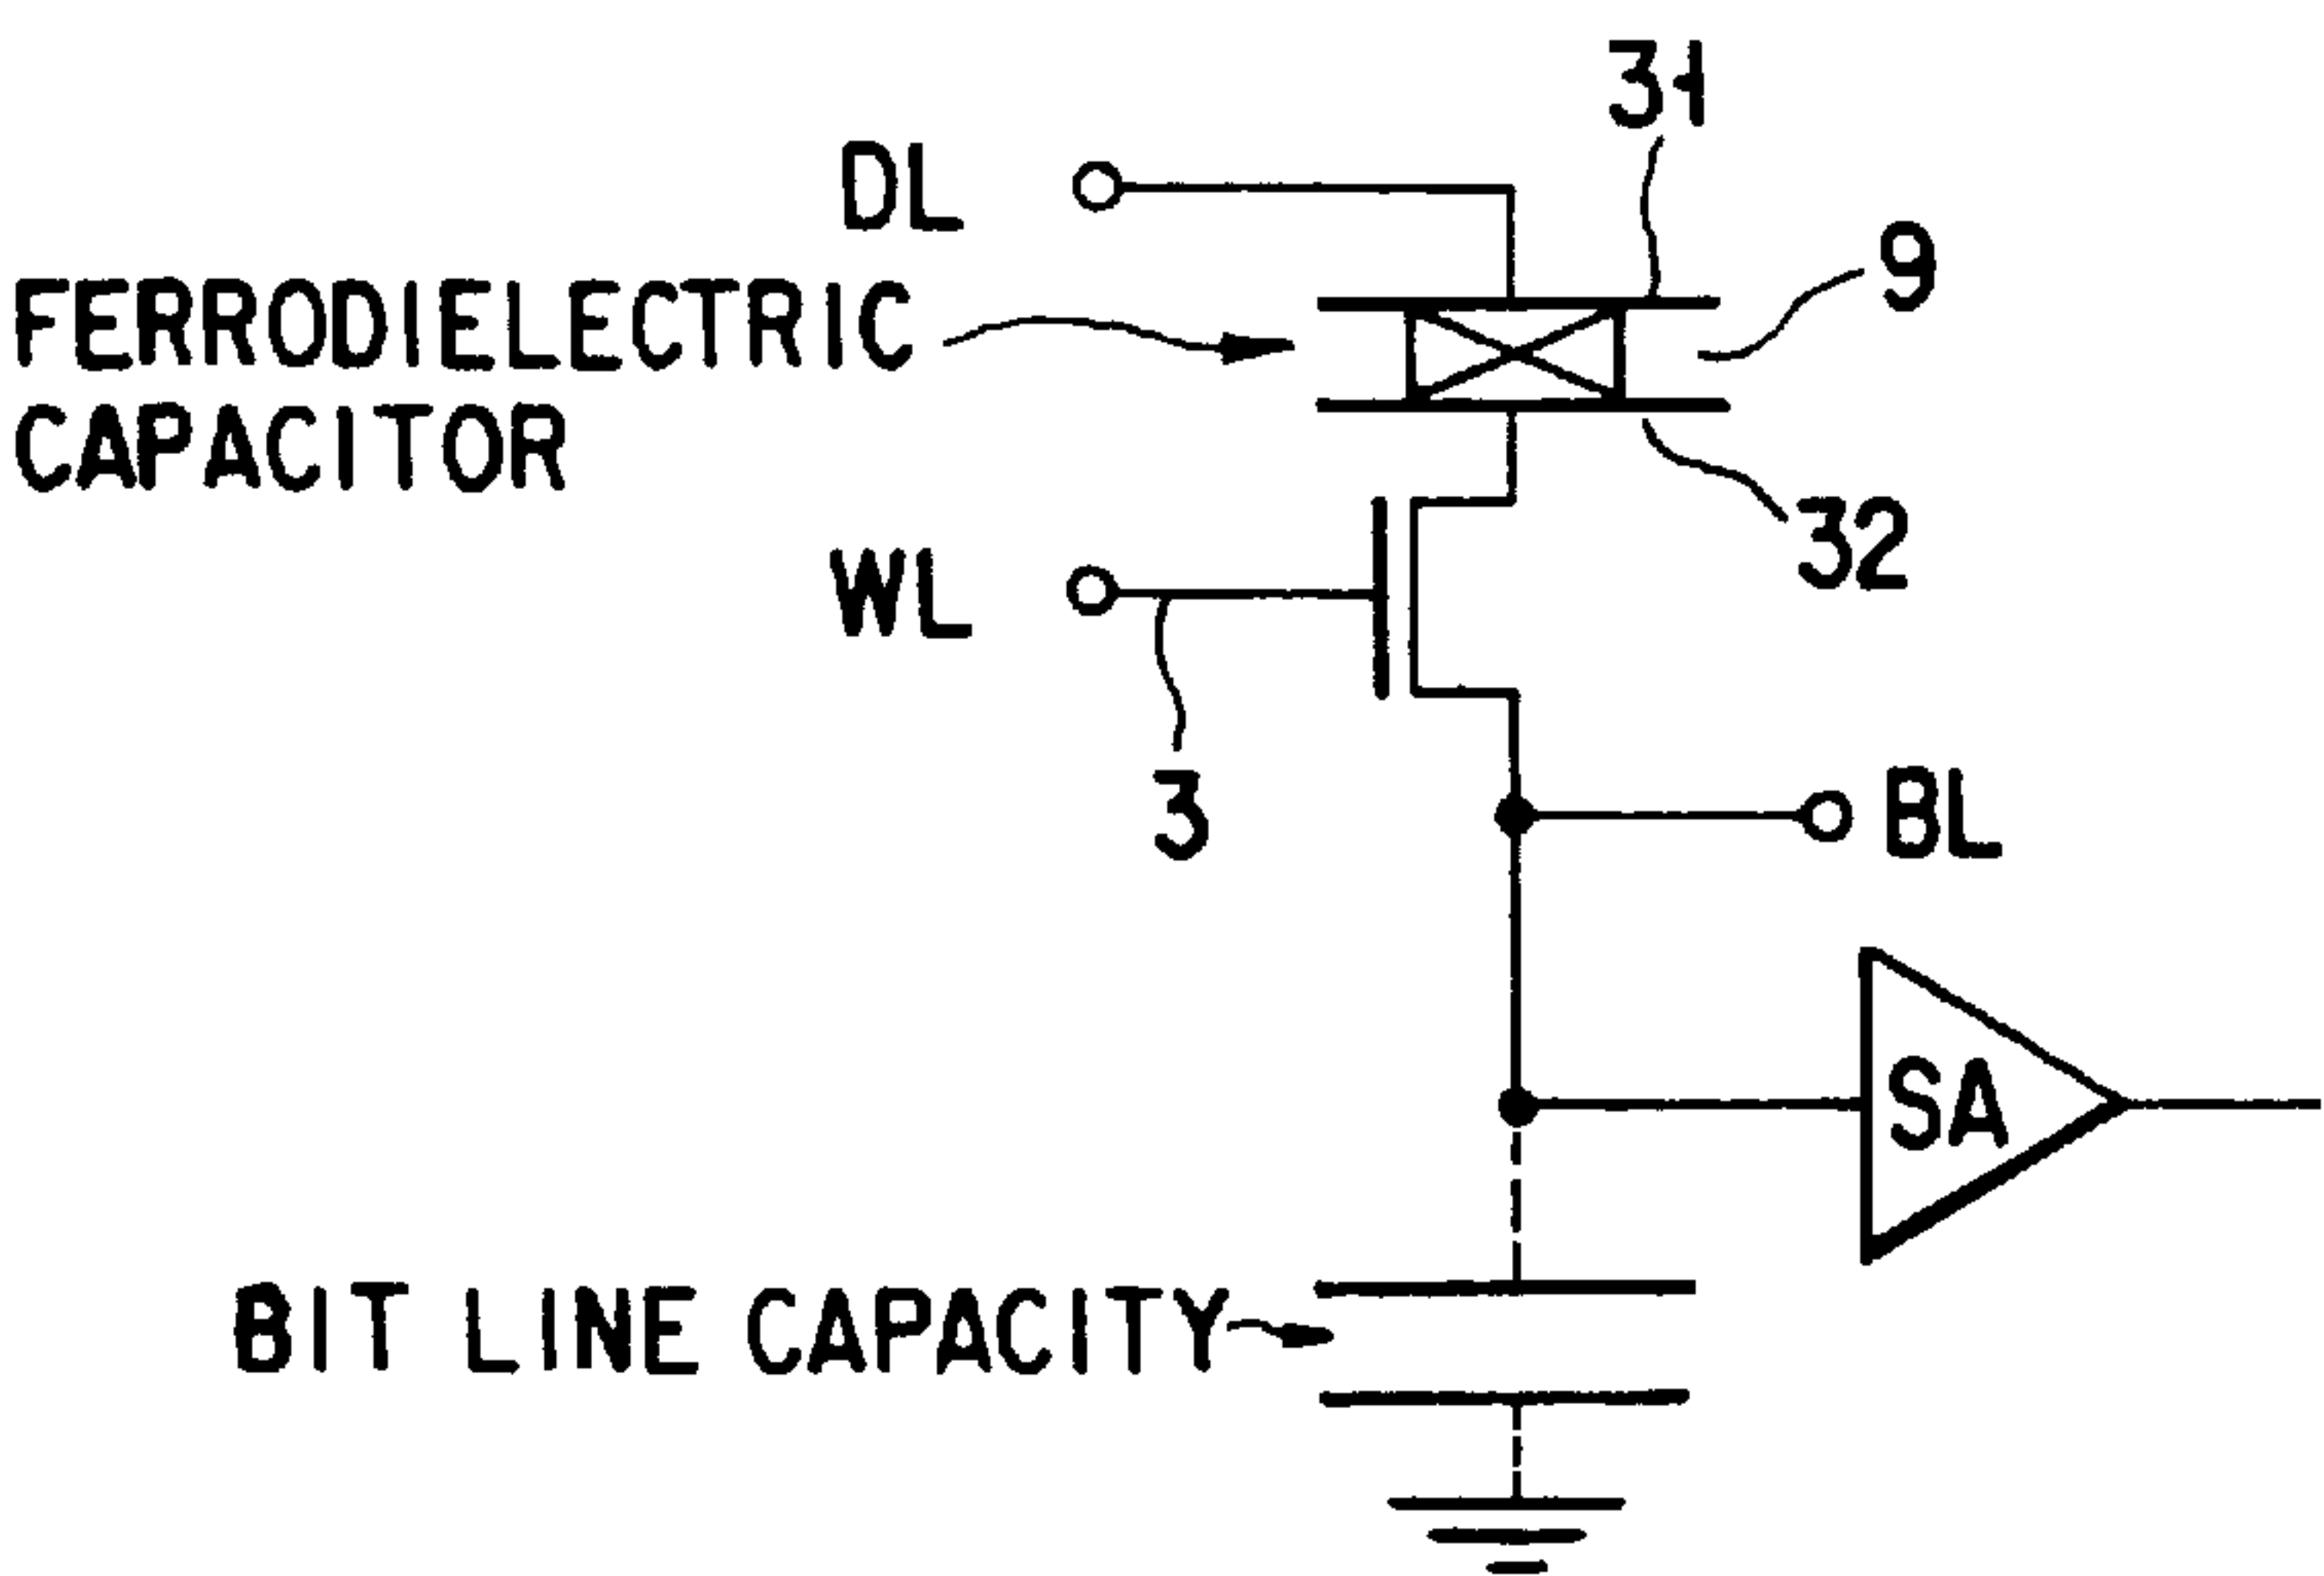 31
DL
9
FERRODIELECTRIC
CAPACITOR
32
WL
3
BL
SA
BIT LINE CAPACITY